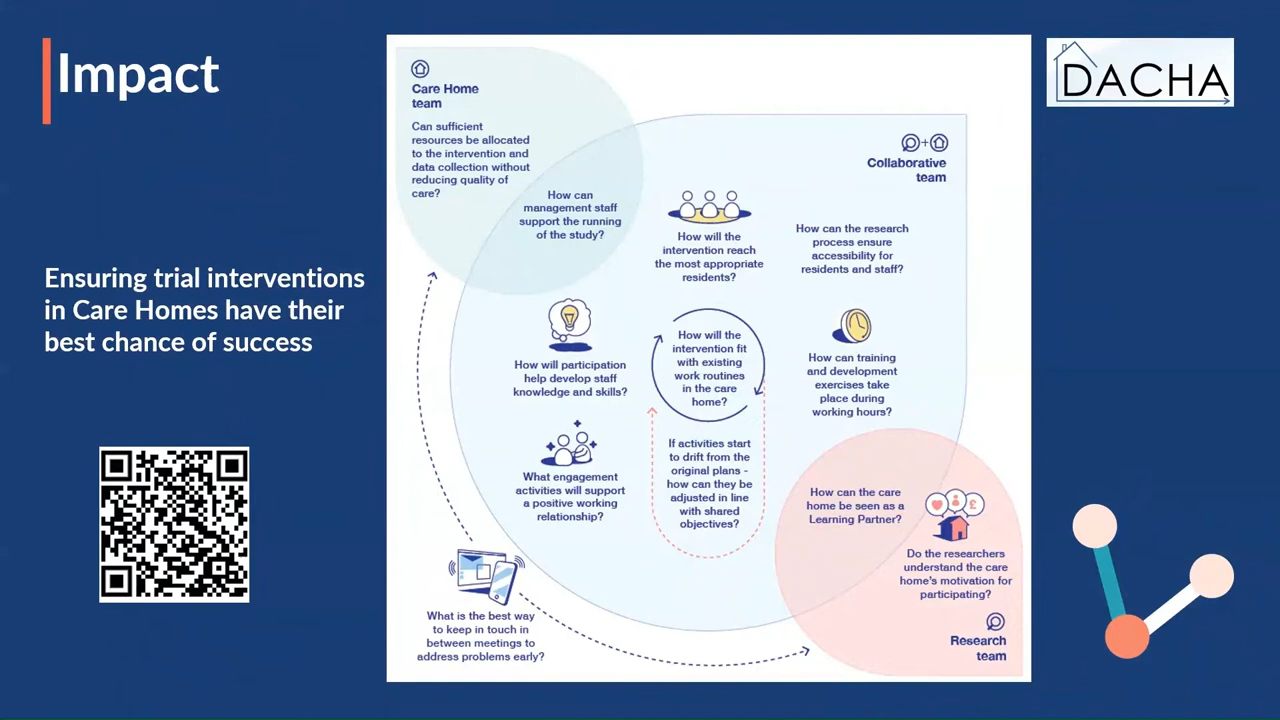 Impact
Ensuring trial interventions
in Care Homes have their
best chance of success
Care Home
team
Can sufficient
resources be allocated
to the intervention and
data collection without
reducing quality of
care?
How can
management staff
support the running
of the study?
+
Collaborative
team
How will the
intervention reach
the most appropriate
residents?
How can the research
process ensure
accessibility for
residents and staff?
How will participation
help develop staff
knowledge and skills?
How will the
intervention fit
with existing
work routines
in the care
home?
How can training
and development
exercises take
place during
working hours?
What engagement
activities will support
a positive working
relationship?
If activities start
to drift from the
original plans -
how can they be
adjusted in line
with shared
objectives?
How can the care
home be seen as a
Learning Partner?
£
Do the researchers
understand the care
home's motivation for
participating?
Research
team
What is the best way
to keep in touch in
between meetings to
address problems early?
DACHA